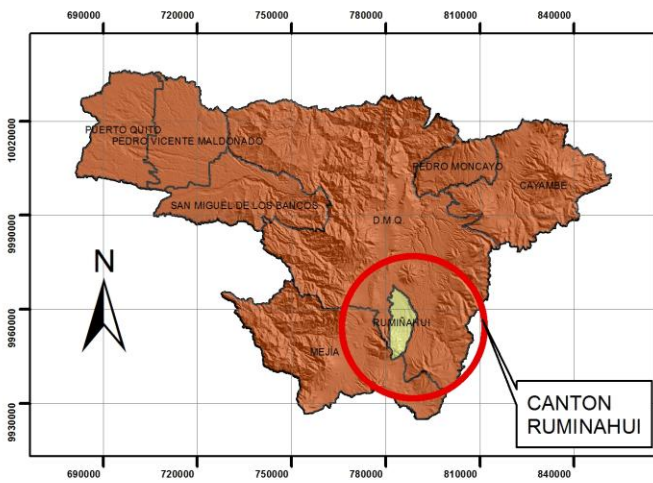 690000 720000 750000 780000 810000 840000
10020000
9990000
9960000
9930000
PUERTO QUITO
PEDRO VICENTE MALDONADO
SAN MIGUEL DE LOS BANCOS
PEDRO MONCAYO
CAYAMBE
D M Q
N
RUMIÑAHUI
MEJÍA
CANTON
RUMINAHUI
690000 720000 750000 780000 810000 840000